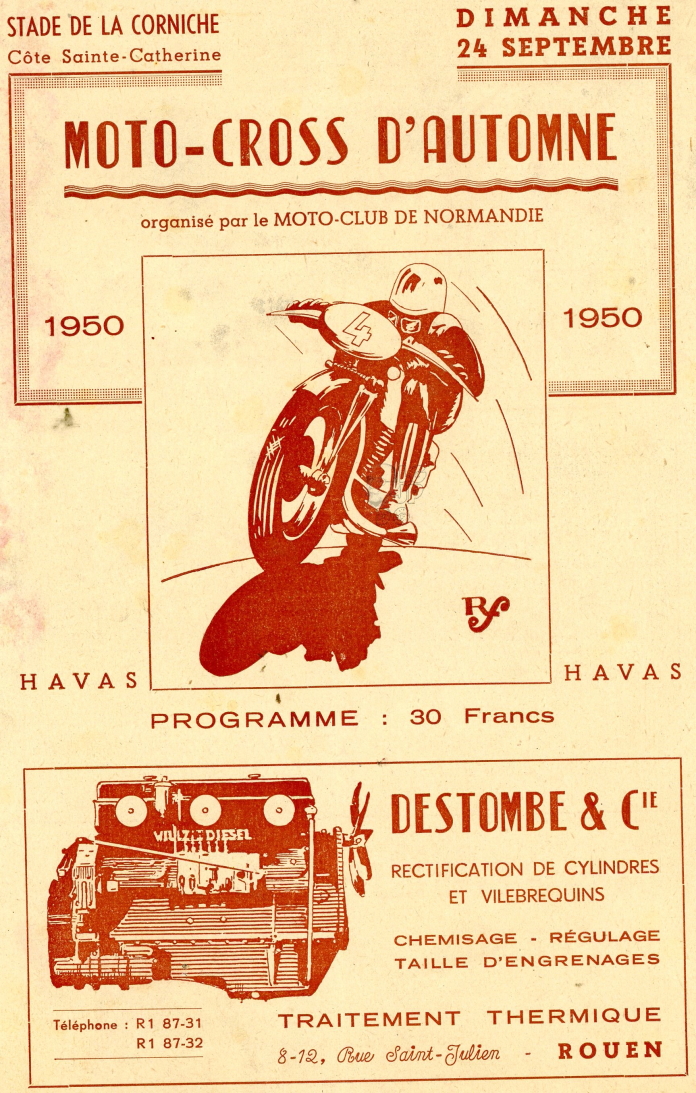 STADE DE LA CORNICHE
Côte Sainte-Catherine
DIMANCHE
24 SEPTEMBRE
MOTO-CROSS D'AUTOMNE
organisé par le MOTO-CLUB DE NORMANDIE
1950
1950
4
Rf
HAVAS
HAVAS
PROGRAMME : 30 Francs
DIESEL
DESTOMBE & CIE
RECTIFICATION DE CYLINDRES
ET VILEBREQUINS
CHEMISAGE - RÉGULAGE
TAILLE D'ENGRENAGES
Téléphone : R1 87-31
R1 87-32
TRAITEMENT THERMIQUE
8-12, Rue Saint-Julien - ROUEN